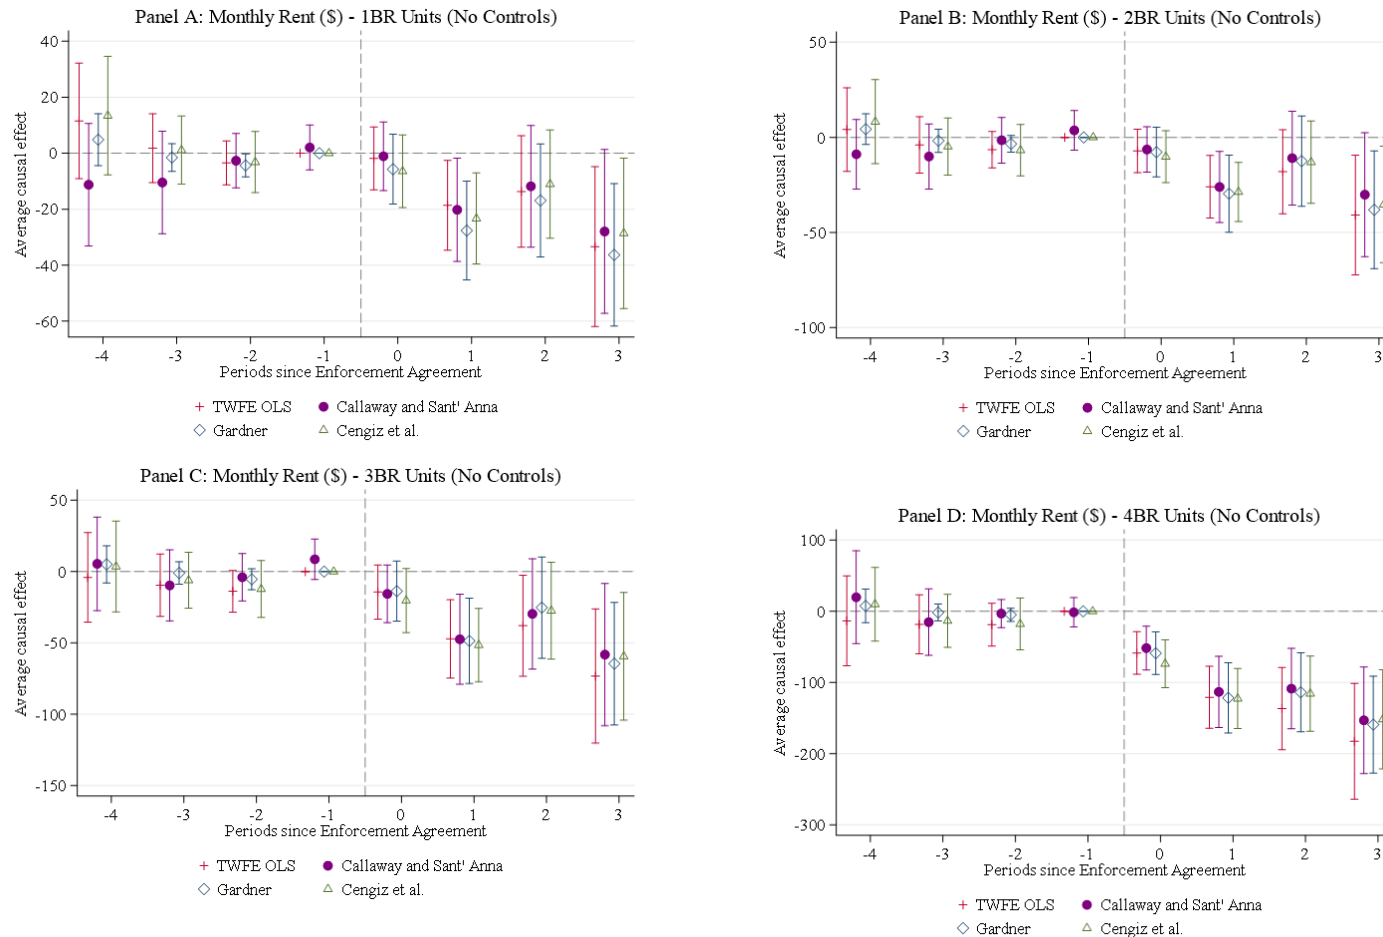 Panel A: Monthly Rent ($) - 1BR Units (No Controls)
Average causal effect
40
20
0
-20
-40
-60
-4 -3 -2 -1 0 1 2 3
Periods since Enforcement Agreement
TWFE OLS Callaway and Sant' Anna
Gardner Cengiz et al.
Panel B: Monthly Rent ($) - 2BR Units (No Controls)
Average causal effect
50
0
-50
-100
-4 -3 -2 -1 0 1 2 3
Periods since Enforcement Agreement
TWFE OLS Callaway and Sant' Anna
Gardner Cengiz et al.
Panel C: Monthly Rent ($) - 3BR Units (No Controls)
Average causal effect
50
0
-50
-100
-150
-4 -3 -2 -1 0 1 2 3
Periods since Enforcement Agreement
TWFE OLS Callaway and Sant' Anna
Gardner Cengiz et al.
Panel D: Monthly Rent ($) - 4BR Units (No Controls)
Average causal effect
100
0
-100
-200
-300
-4 -3 -2 -1 0 1 2 3
Periods since Enforcement Agreement
TWFE OLS Callaway and Sant' Anna
Gardner Cengiz et al.